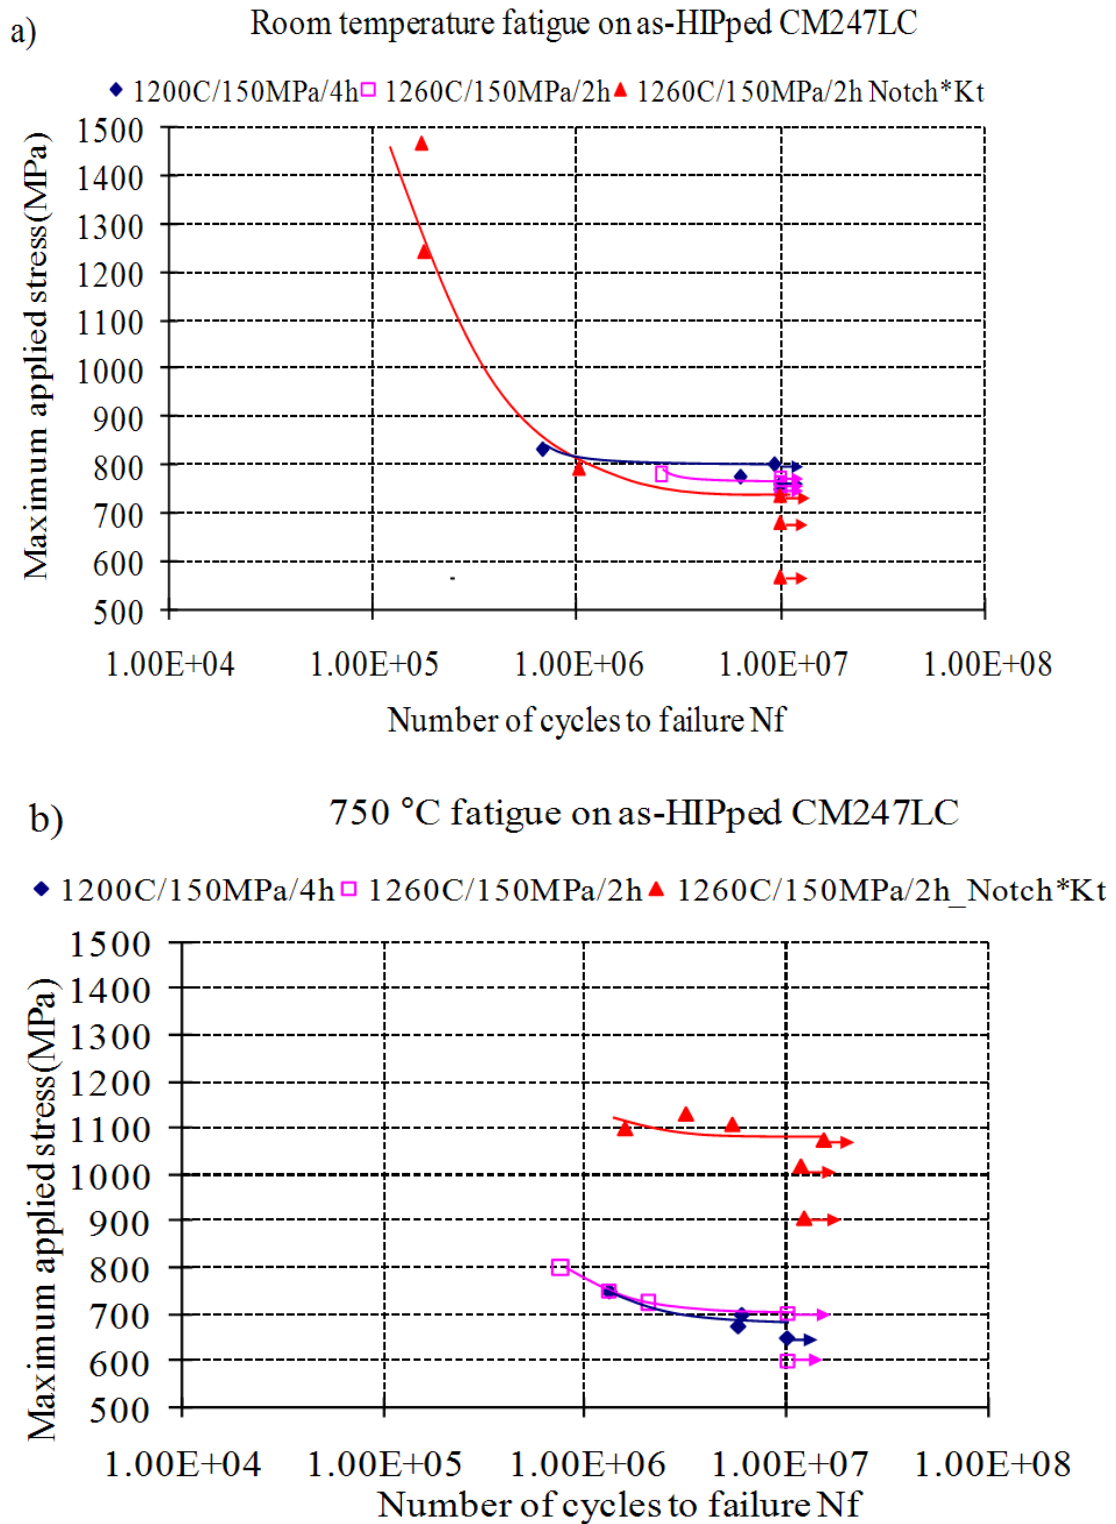 a)
Room temperature fatigue on as-HIPped CM247LC
1200C/150MPa/4h 1260C/150MPa/2h 1260C/150MPa/2h Notch*Kt
Maximum applied stress(MPa)
1500
1400
1300
1200
1100
1000
900
800
700
600
500
1.00E+04 1.00E+05 1.00E+06 1.00E+07 1.00E+08
Number of cycles to failure Nf
b)
750 °C fatigue on as-HIPped CM247LC
1200C/150MPa/4h 1260C/150MPa/2h 1260C/150MPa/2h_Notch*Kt
Maximum applied stress(MPa)
1500
1400
1300
1200
1100
1000
900
800
700
600
500
1.00E+04 1.00E+05 1.00E+06 1.00E+07 1.00E+08
Number of cycles to failure Nf